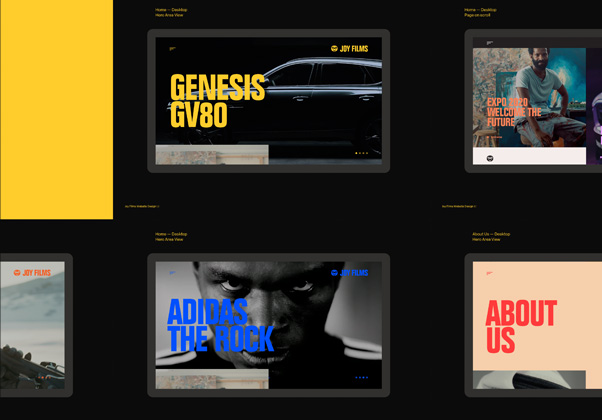 Home — Desktop
Hero Area View
JOY FILMS
GENESIS
GV80
Home — Desktop
Page on scroll
EXPO 2020
WELCOME THE
FUTURE
Joy Films Website Design ©
Joy Films Website Design ©
JOY FILMS
Home — Desktop
Hero Area View
JOY FILMS
ADIDAS
THE ROCK
About Us — Desktop
Hero Area View
ABOUT
US